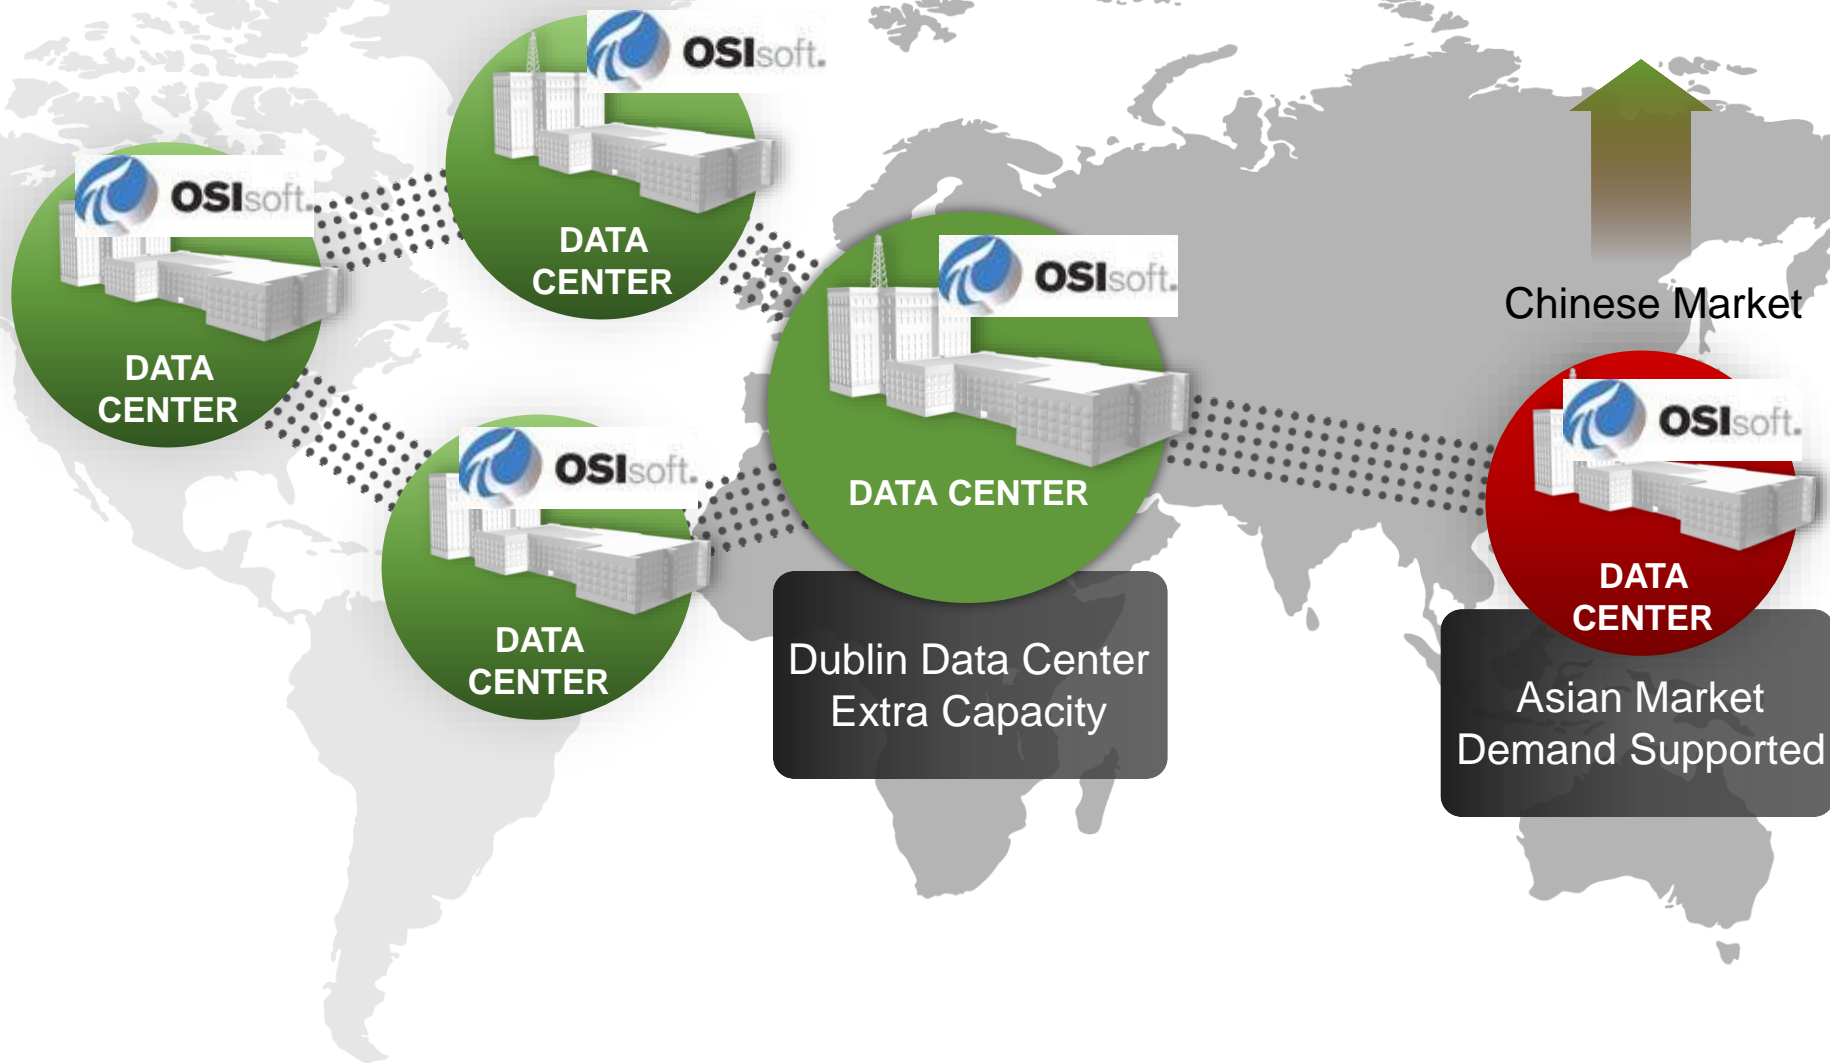 OSIsoft.
DATA
CENTER
OSIsoft.
DATA
CENTER
OSIsoft.
DATA
CENTER
OSIsoft.
DATA CENTER
Dublin Data Center
Extra Capacity
Chinese Market
OSIsoft.
DATA
CENTER
Asian Market
Demand Supported